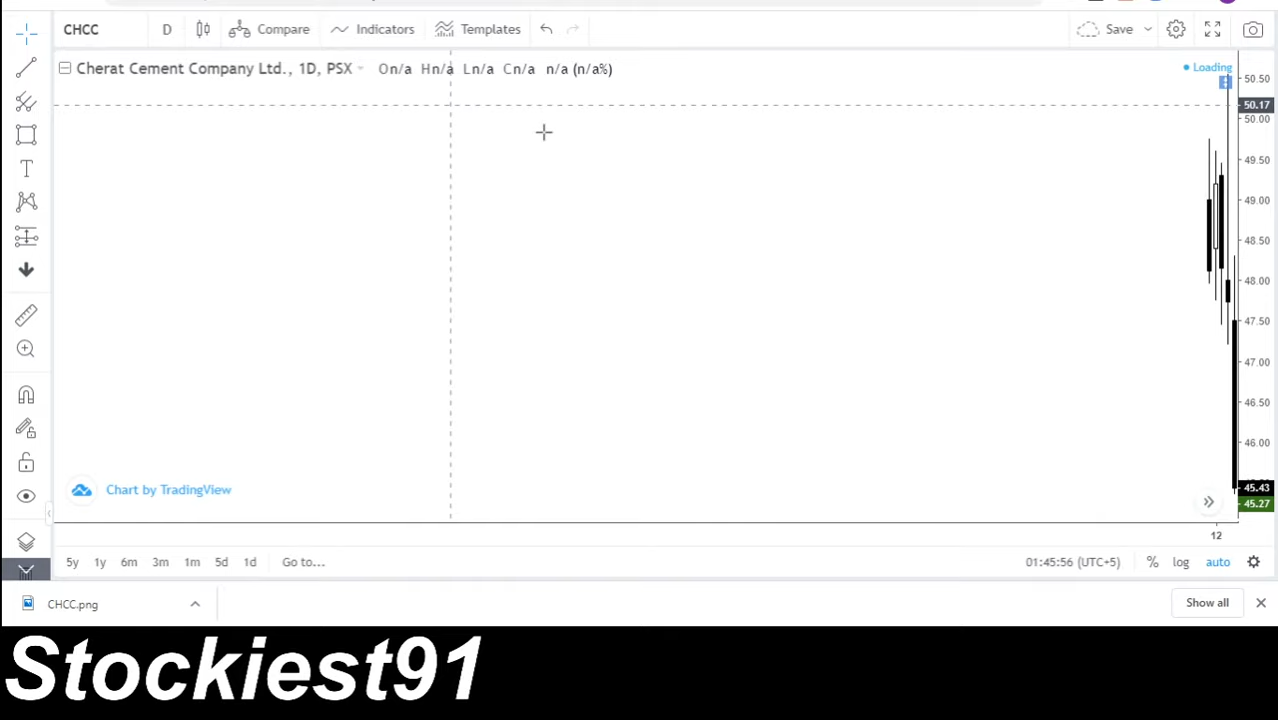 CHCC D Compare Indicators Templates Save
Cherat Cement Company Ltd., 1D, PSX On/a Hn/a Ln/a Cn/a n/a (n/a%)
Loading
50.50
50.17
50.00
49.50
49.00
48.50
48.00
47.50
47.00
46.50
46.00
45.43
45.27
Chart by TradingView
12
5y 1y 6m 3m 1m 5d 1d Go to... 01:45:56 (UTC+5) % log auto
CHCC.png Show all
Stockiest91